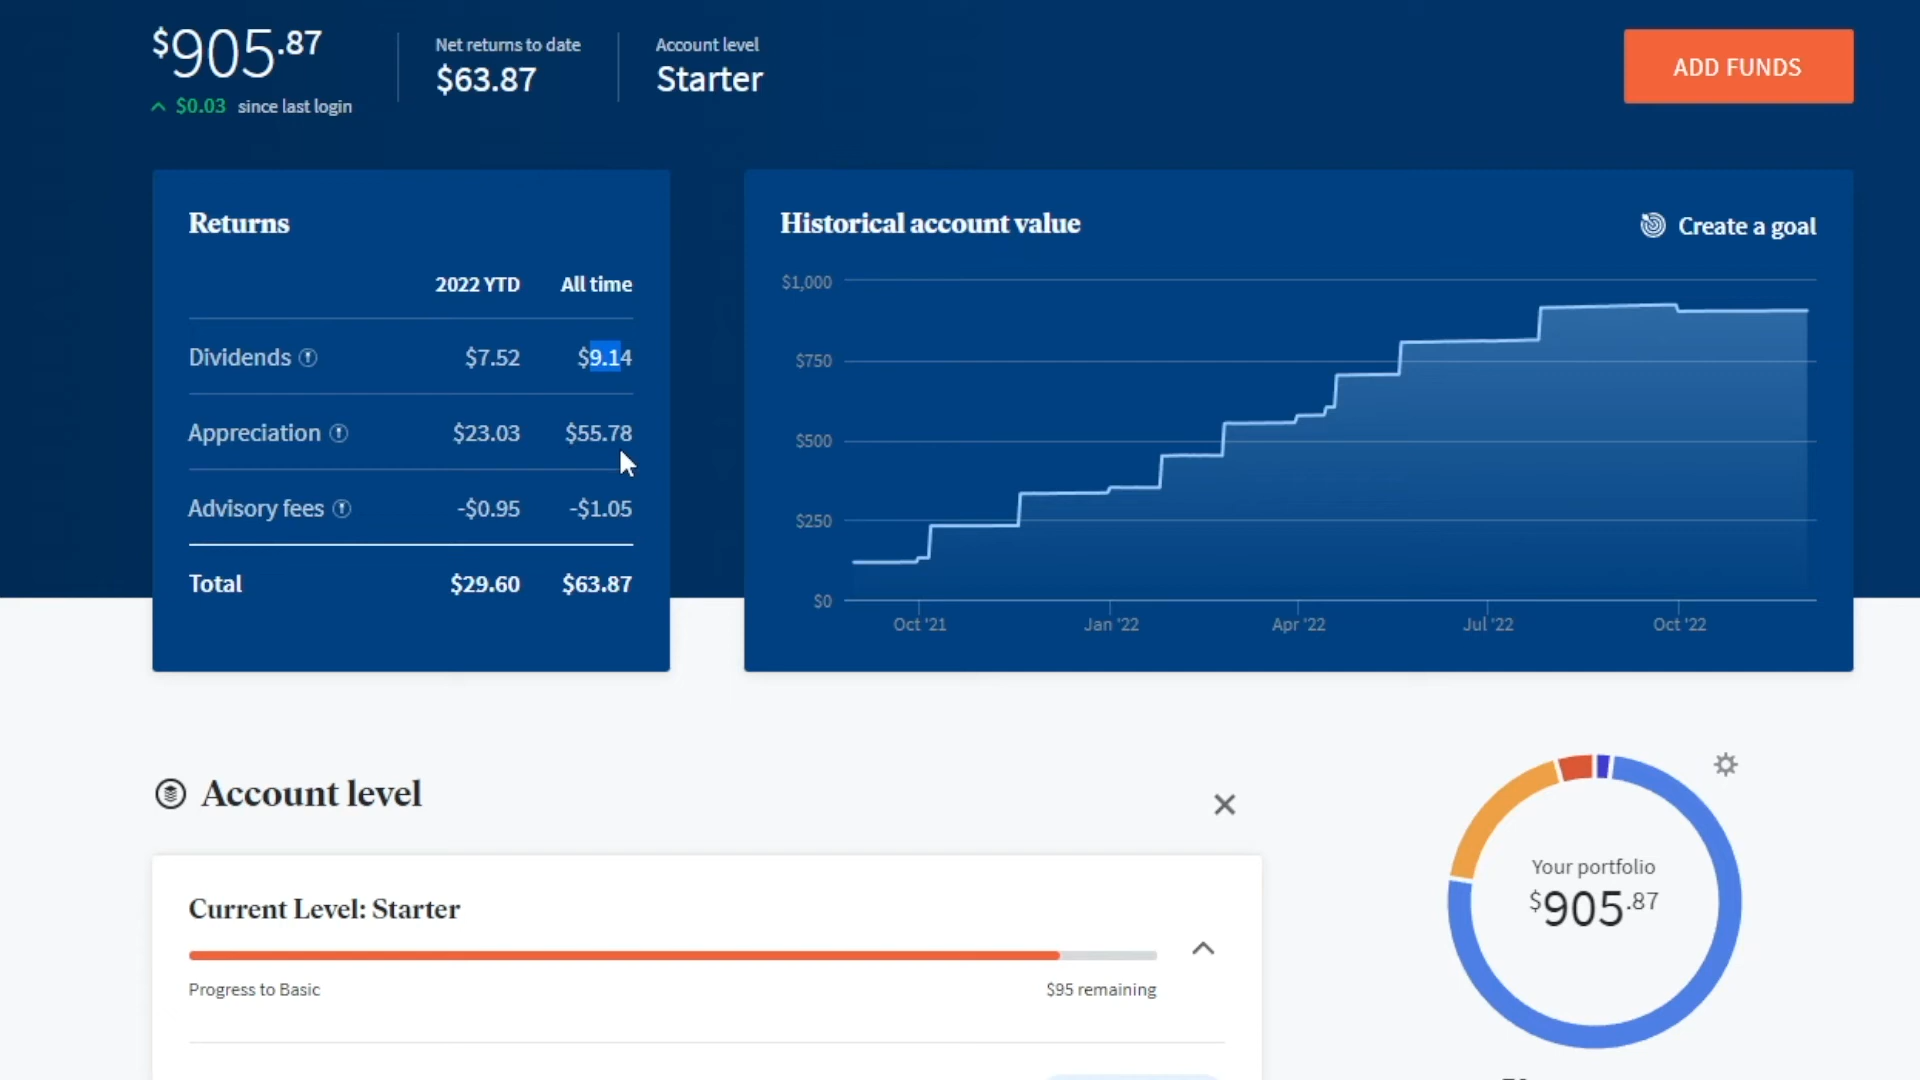 $905.87
$0.03 since last login
Net returns to date
$63.87
Account level
Starter
ADD FUNDS
Returns
2022 YTD All time
Dividends $7.52 $9.14
Appreciation $23.03 $55.78
Advisory fees -$0.95 -$1.05
Total $29.60 $63.87
Historical account value
Create a goal
$1,000
$750
$500
$250
$0
Oct '21 Jan '22 Apr '22 Jul '22 Oct '22
Account level
Current Level: Starter
Progress to Basic $95 remaining
Your portfolio
$905.87